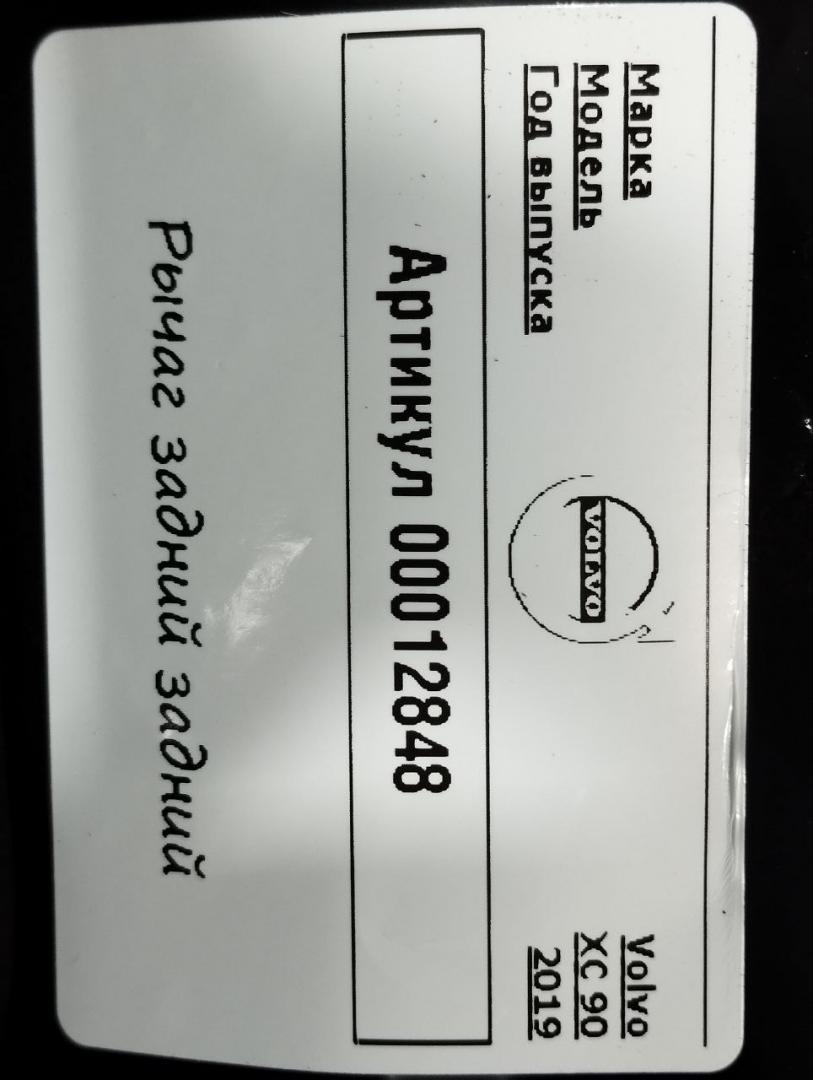 Марка Volvo
Модель XC 90
Год выпуска 2019
VOLVO
Артикул 00012848
Рычаг задний задний